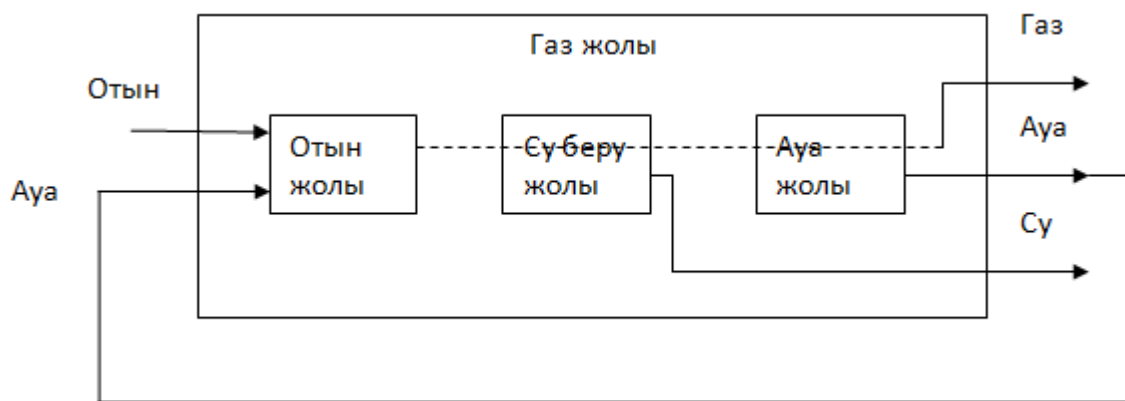 Газ
Газ жолы
Отын
Ауа
Отын
жолы
Су беру
жолы
Ауа
жолы
Ауа
Су